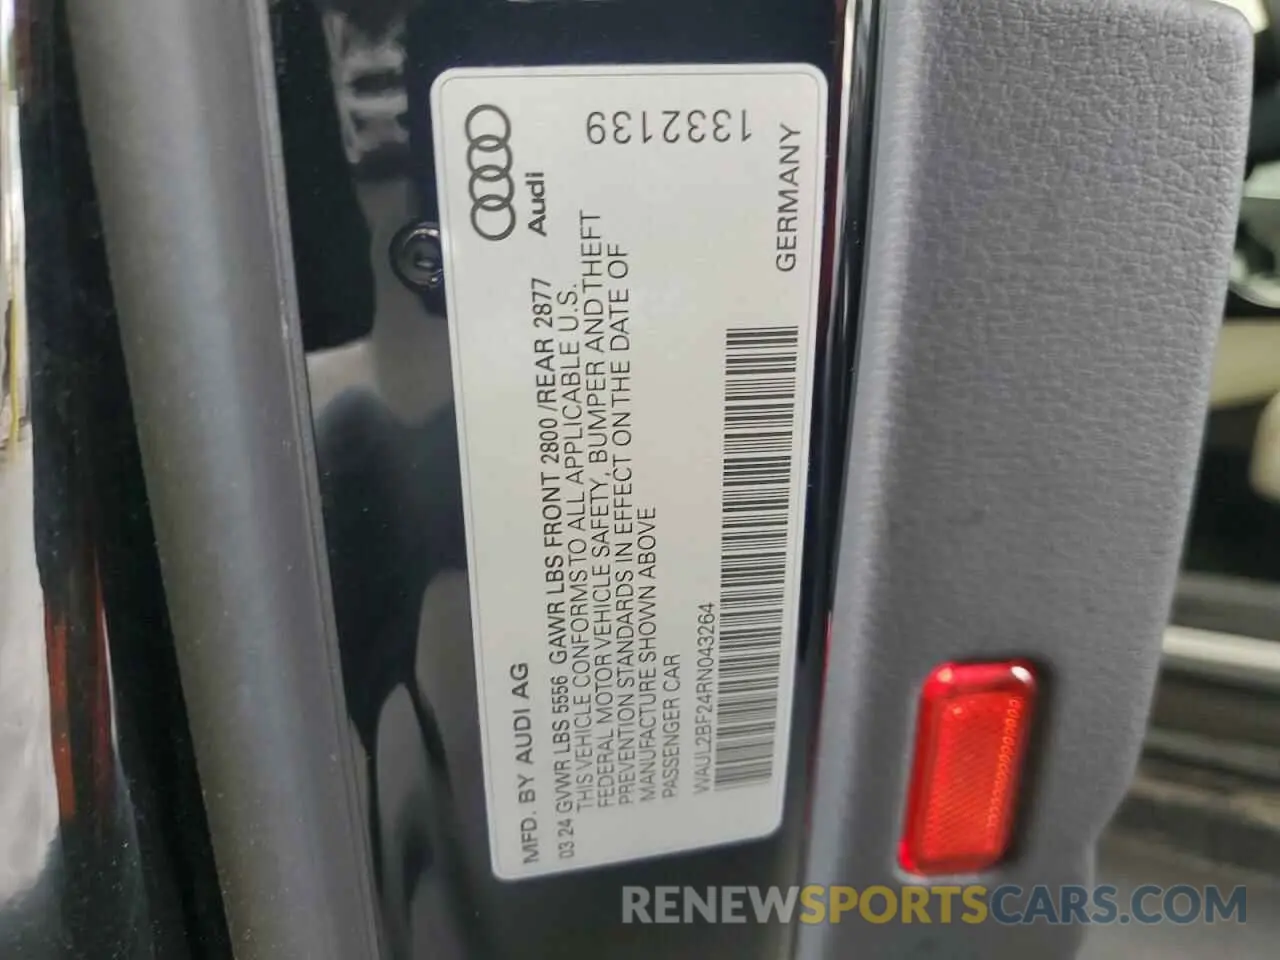 Audi
1332139
MFD. BY AUDI AG
03 24 GVWR LBS 5556 GAWR LBS FRONT 2800 /REAR 2877
THIS VEHICLE CONFORMS TO ALL APPLICABLE U.S.
FEDERAL MOTOR VEHICLE SAFETY, BUMPER AND THEFT
PREVENTION STANDARDS IN EFFECT ON THE DATE OF
MANUFACTURE SHOWN ABOVE
PASSENGER CAR
WAUL2BF24RN043264
GERMANY
RENEWSPORTSCARS.COM